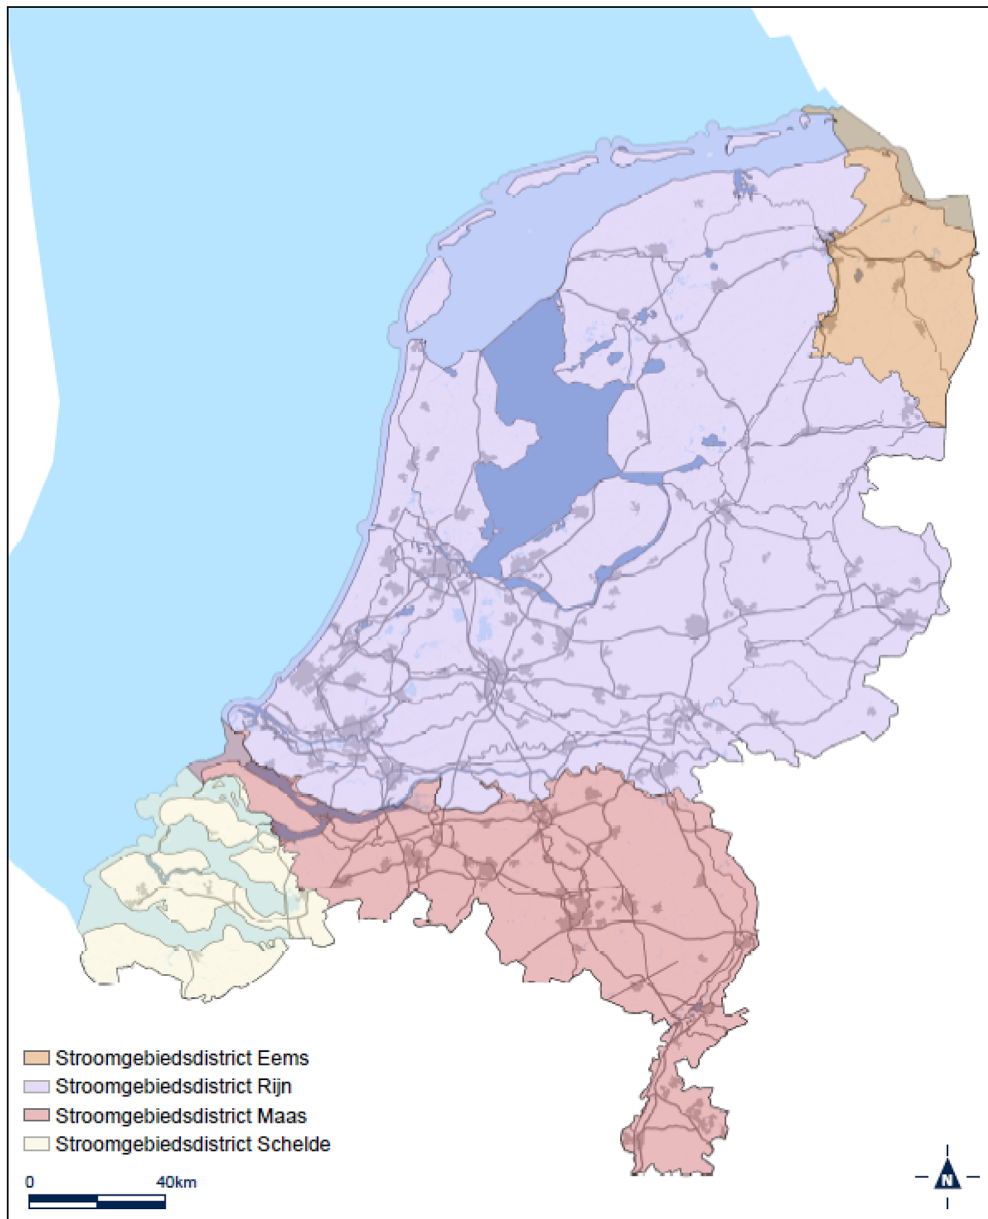 Stroomgebiedsdistrict Eems
Stroomgebiedsdistrict Rijn
Stroomgebiedsdistrict Maas
Stroomgebiedsdistrict Schelde
0 40km
N